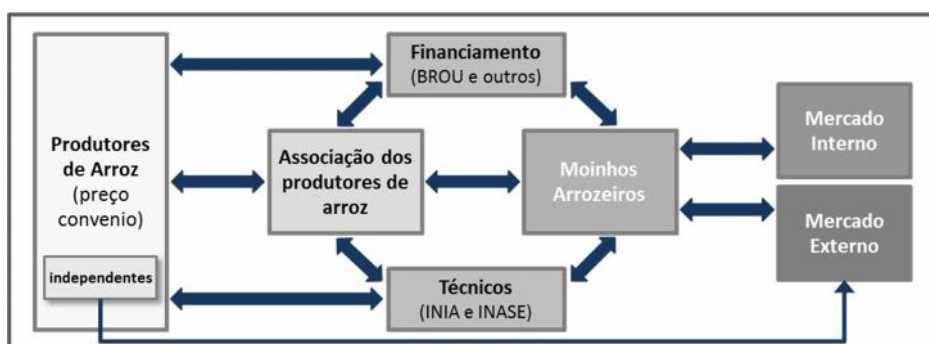 Produtores
de Arroz
(preço
convenio)
independentes
Financiamento
(BROU e outros)
Associação dos
produtores de
arroz
Técnicos
(INIA e INASE)
Moinhos
Arrozeiros
Mercado
Interno
Mercado
Externo